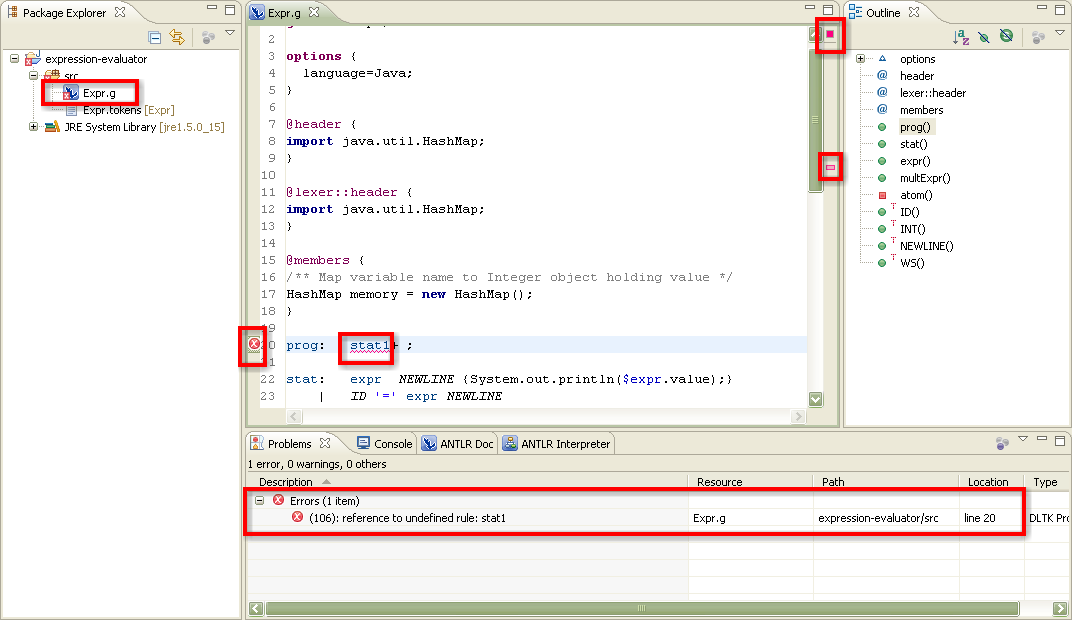 Package Explorer
expression-evaluator
src
Expr.g
Expr.tokens [Expr]
JRE System Library [jre1.5.0_15]
Expr.g
2
3 options {
4 language=Java;
5 }
6
7 @header {
8 import java.util.HashMap;
9 }
10
11 @lexer::header {
12 import java.util.HashMap;
13 }
14
15 @members {
16 /** Map variable name to Integer object holding value */
17 HashMap memory = new HashMap();
18 }
19
20 prog: stat1+ ;
21
22 stat: expr NEWLINE {System.out.println($expr.value);}
23 | ID '=' expr NEWLINE
Outline
options
header
lexer::header
members
prog()
stat()
expr()
multExpr()
atom()
T ID()
T INT()
T NEWLINE()
T WS()
Problems Console ANTLR Doc ANTLR Interpreter
1 error, 0 warnings, 0 others
Description Resource Path Location Type
Errors (1 item)
(106): reference to undefined rule: stat1 Expr.g expression-evaluator/src line 20 DLTK Pro